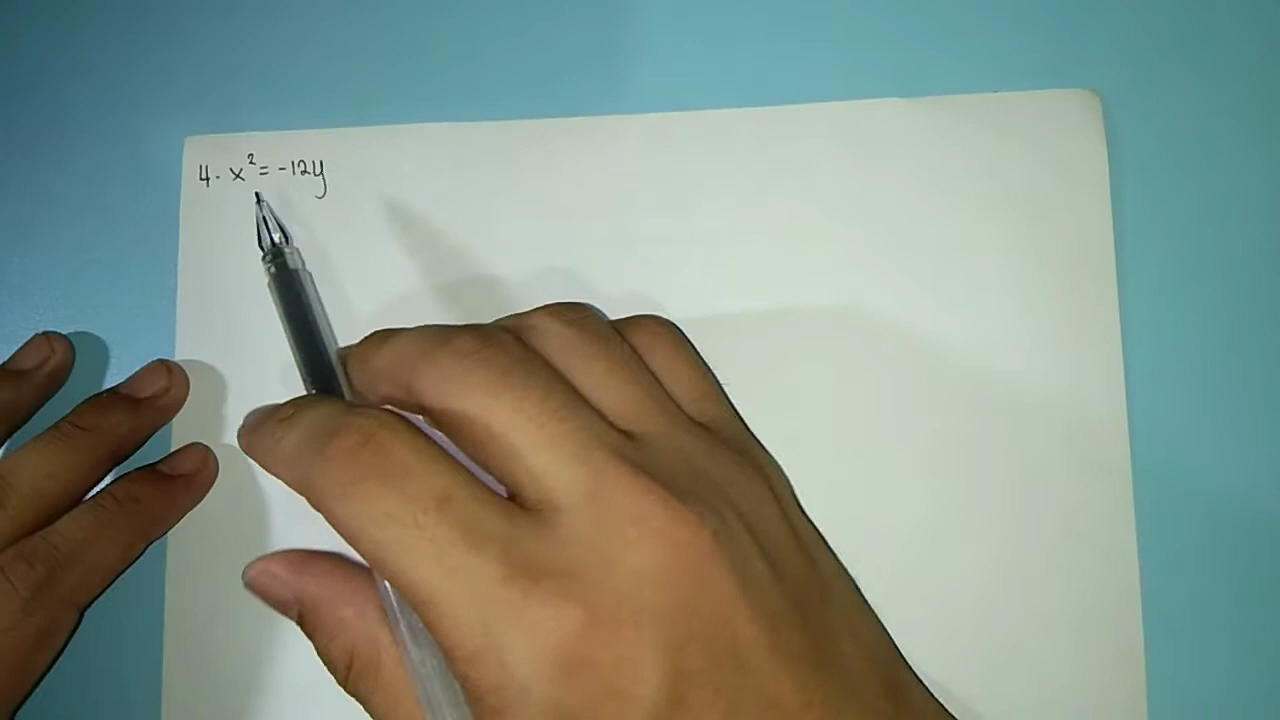 4. x² = -12y